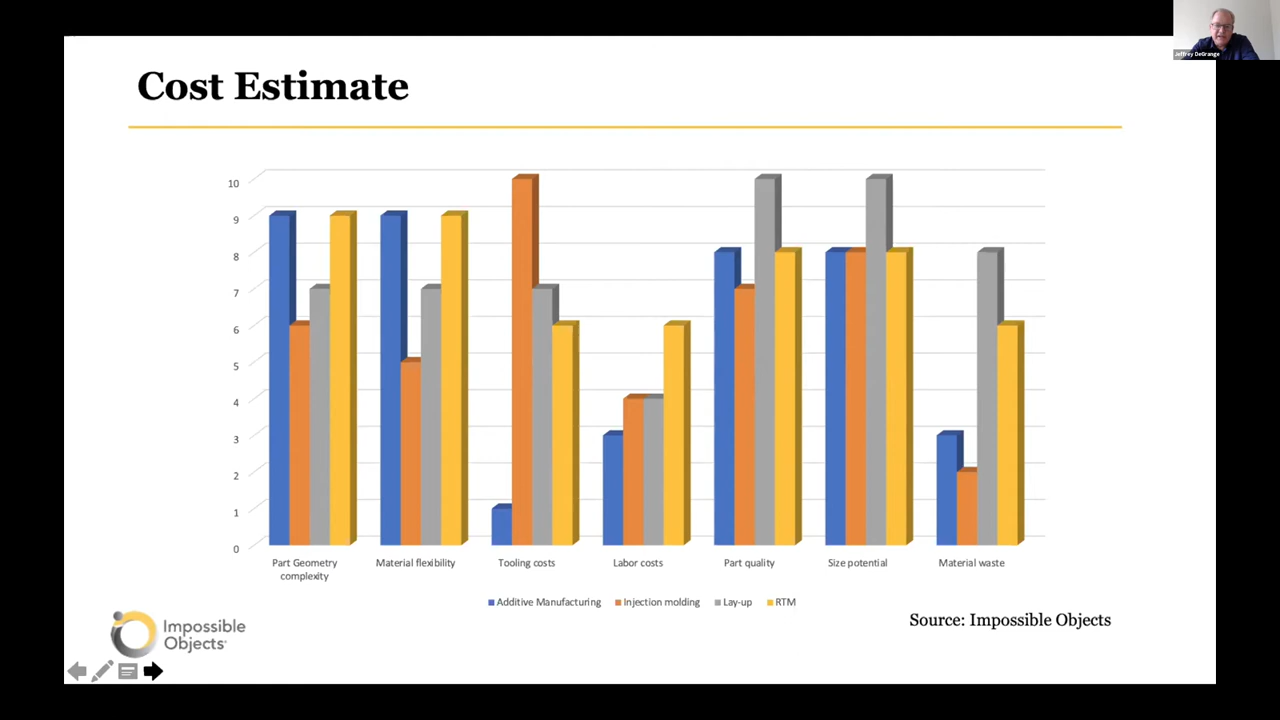 Jeffrey DeGrange
Cost Estimate
10
9
8
7
6
5
4
3
2
1
0
Part Geometry
complexity
Material flexibility
Tooling costs
Labor costs
Part quality
Size potential
Material waste
Additive Manufacturing
Injection molding
Lay-up
RTM
Impossible
Objects
Source: Impossible Objects